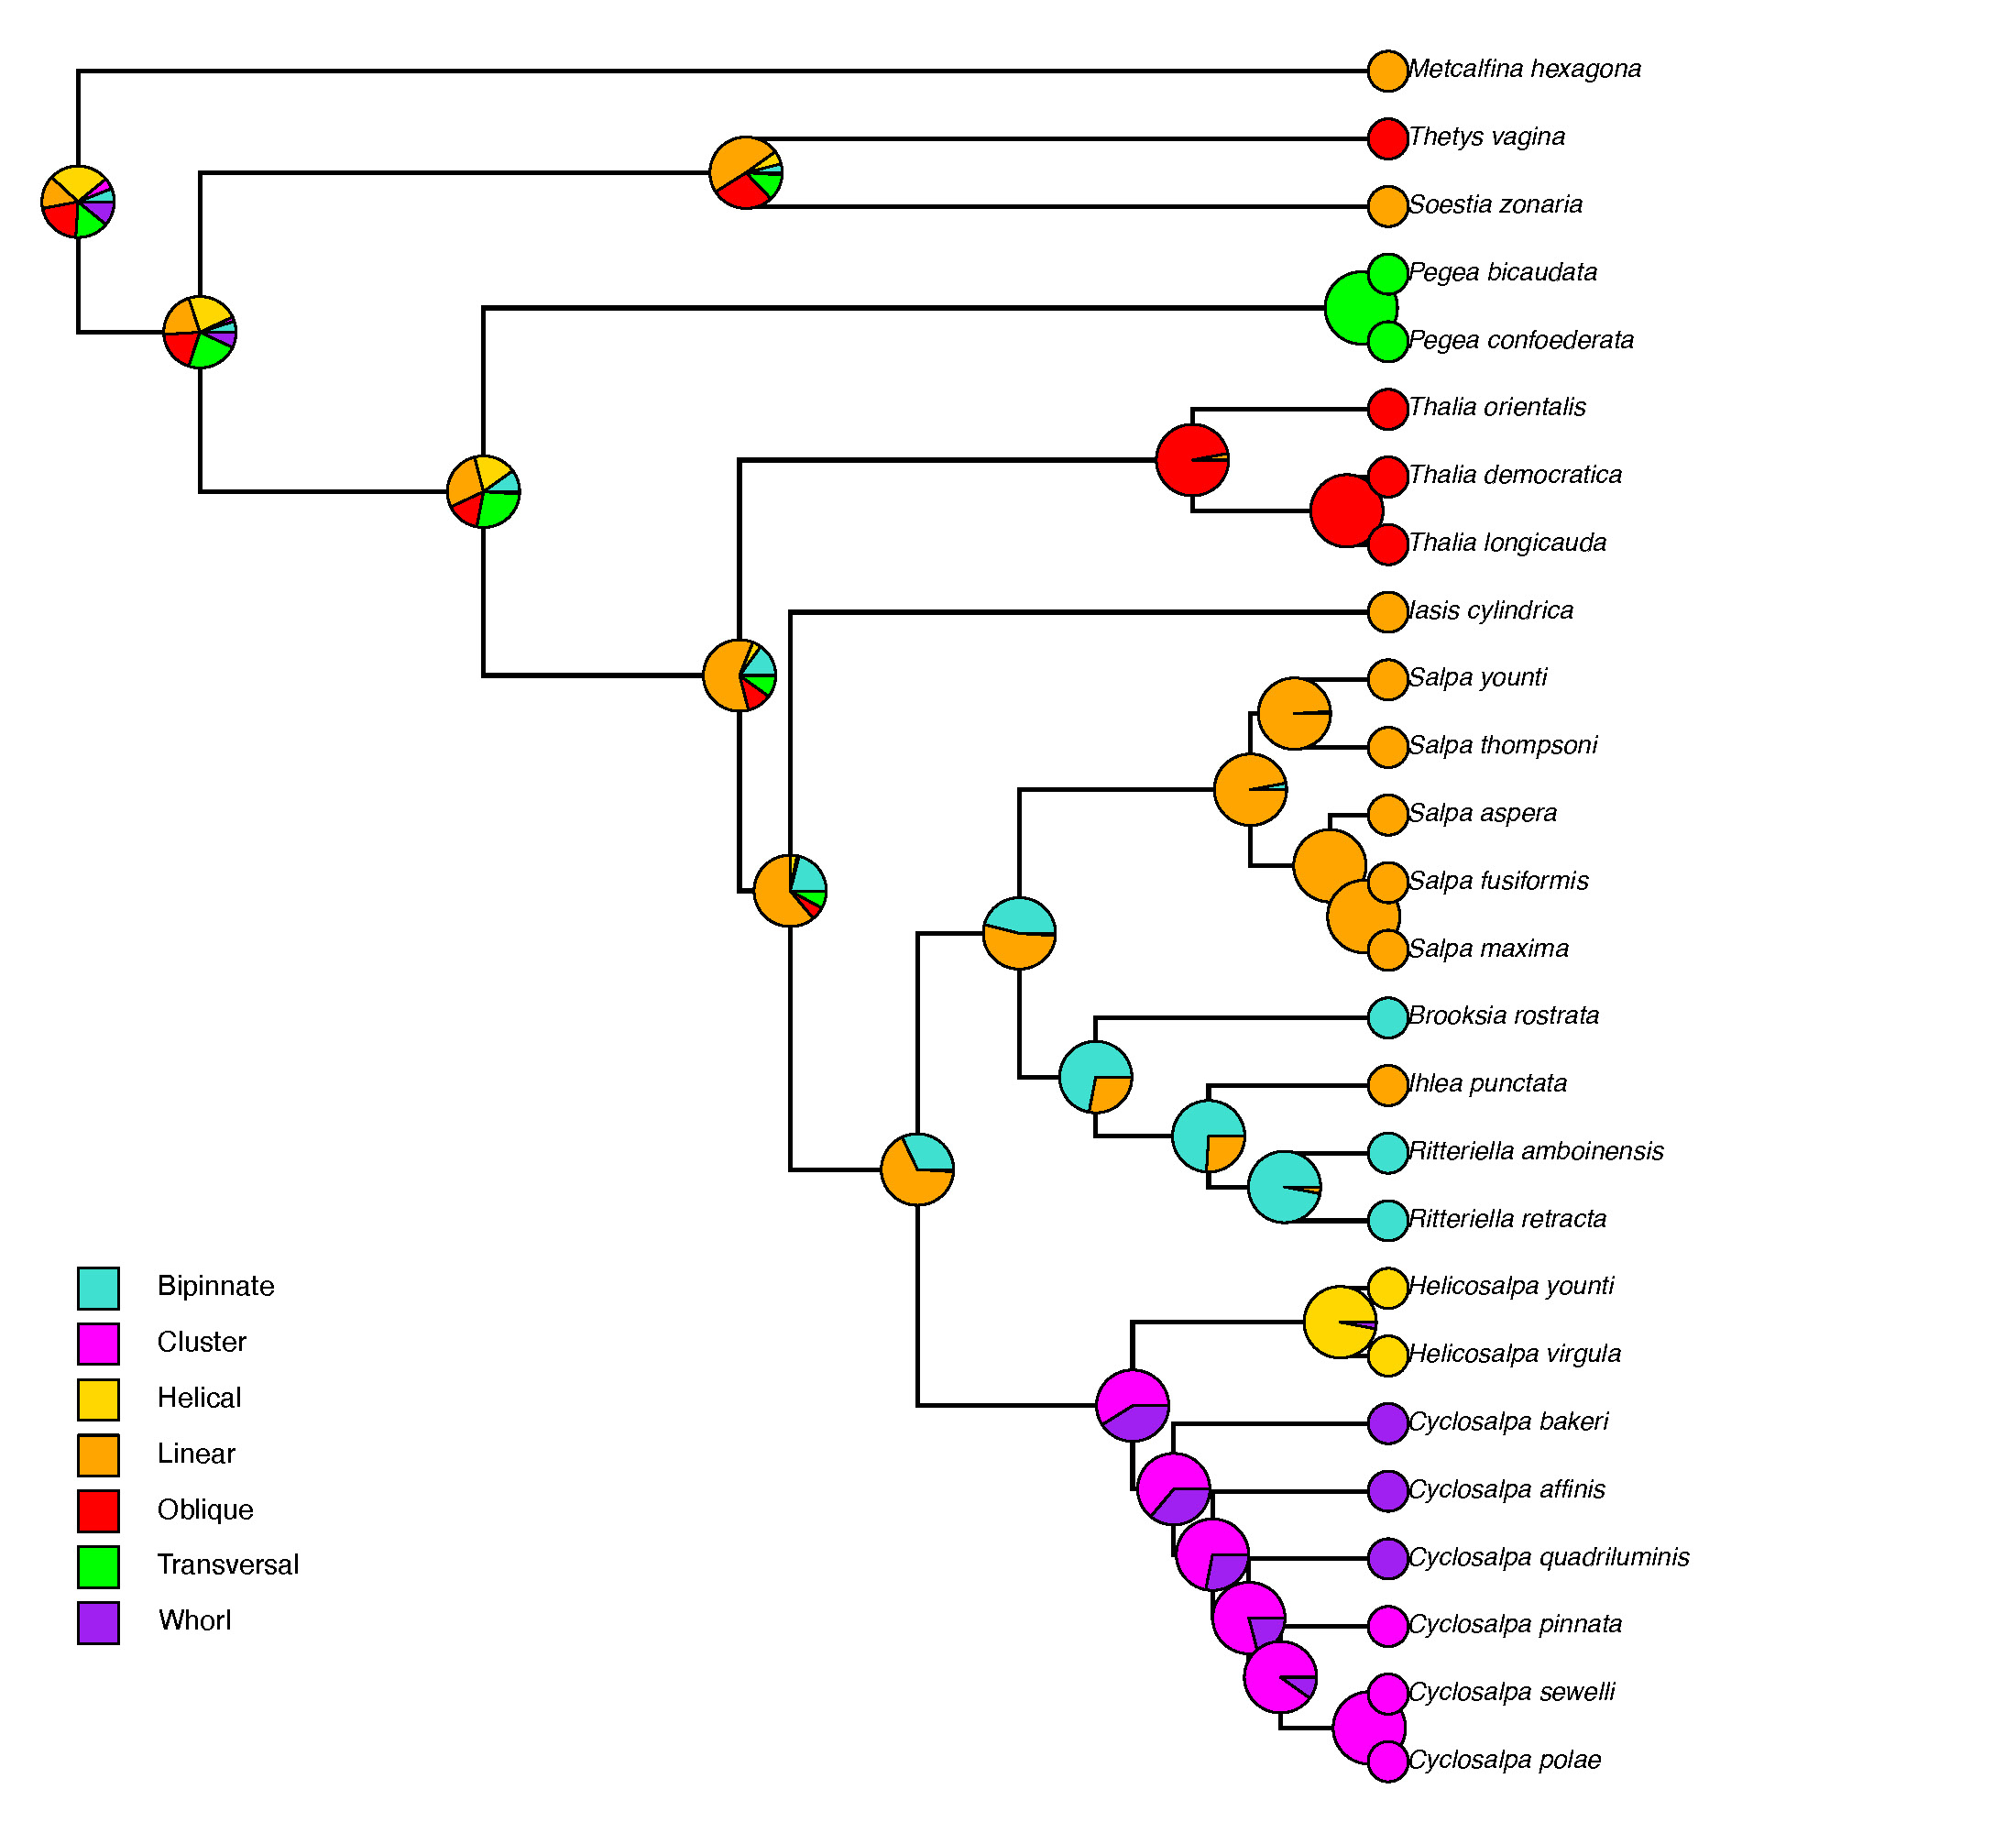 Metcalfina hexagona
Thetys vagina
Soestia zonaria
Pegea bicaudata
Pegea confoederata
Thalia orientalis
Thalia democratica
Thalia longicauda
Iasis cylindrica
Salpa younti
Salpa thompsoni
Salpa aspera
Salpa fusiformis
Salpa maxima
Brooksia rostrata
Ihlea punctata
Ritteriella amboinensis
Ritteriella retracta
Helicosalpa younti
Helicosalpa virgula
Cyclosalpa bakeri
Cyclosalpa affinis
Cyclosalpa quadriluminis
Cyclosalpa pinnata
Cyclosalpa sewelli
Cyclosalpa polae
Bipinnate
Cluster
Helical
Linear
Oblique
Transversal
Whorl